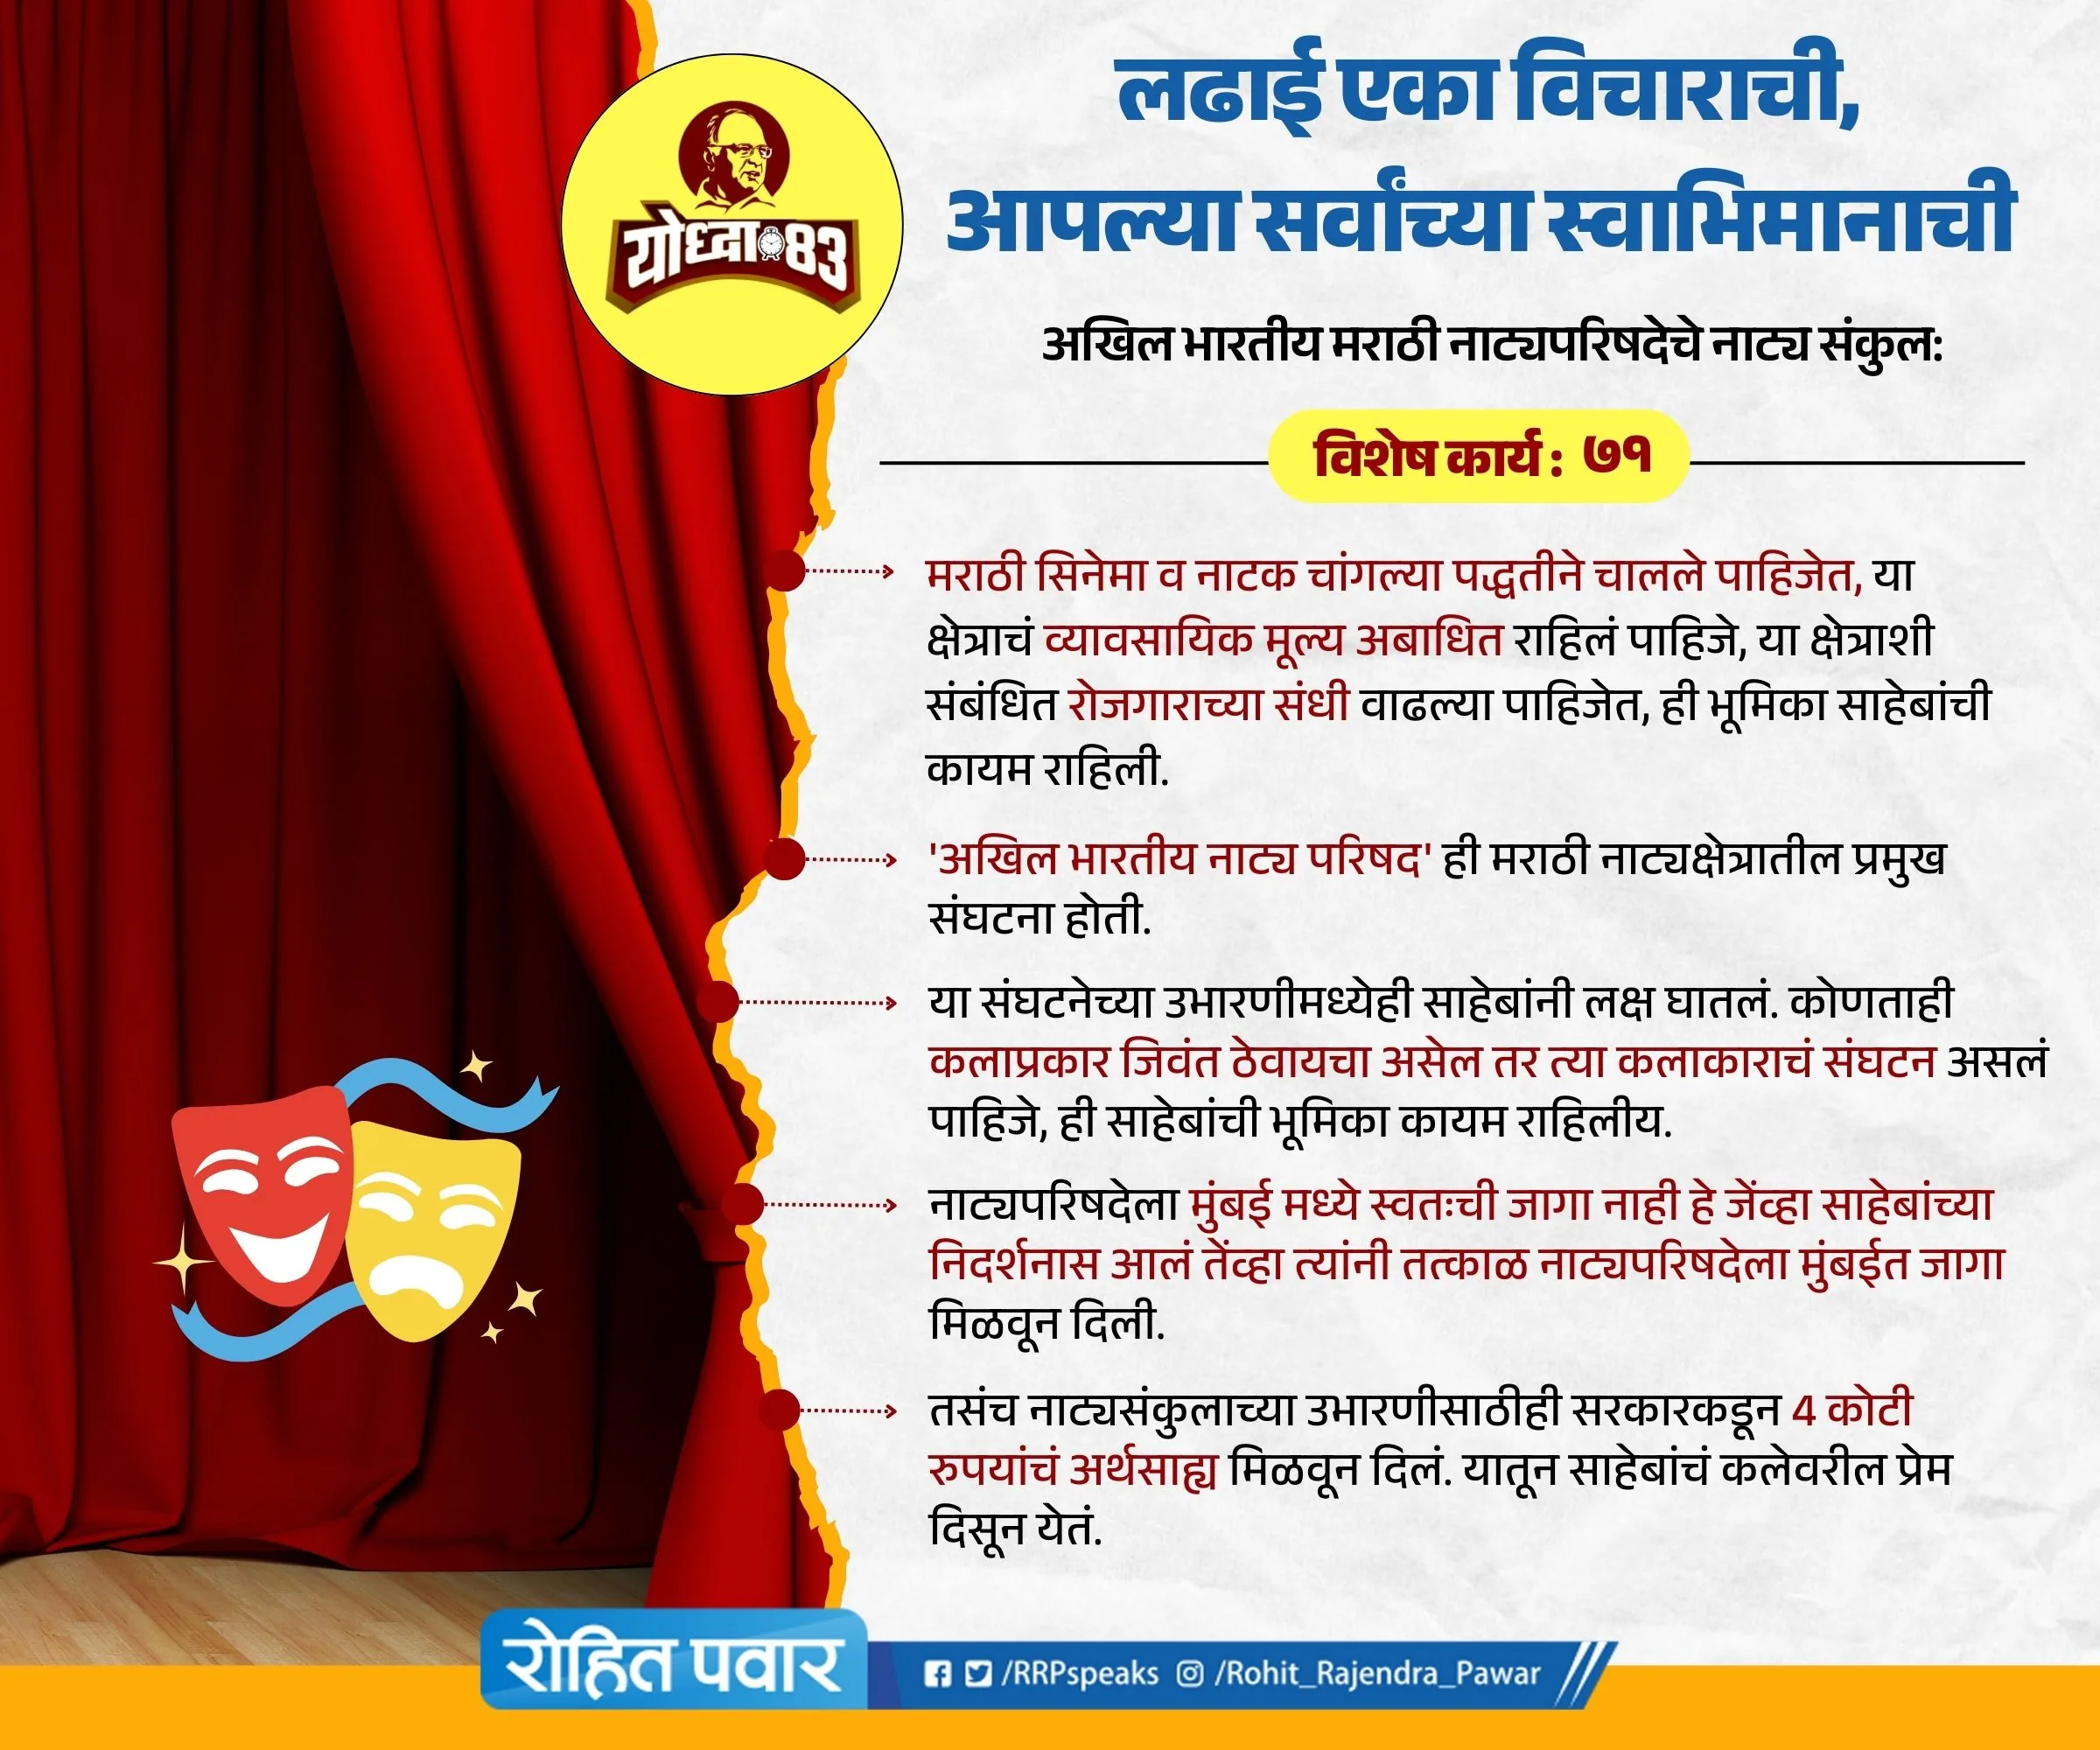 लढाई एका विचाराची,
आपल्या सर्वांच्या स्वाभिमानाची
योध्दा ८३
अखिल भारतीय मराठी नाट्यपरिषदेचे नाट्य संकुल:
विशेष कार्य : ७१
मराठी सिनेमा व नाटक चांगल्या पद्धतीने चालले पाहिजेत, या
क्षेत्राचं व्यावसायिक मूल्य अबाधित राहिलं पाहिजे, या क्षेत्राशी
संबंधित रोजगाराच्या संधी वाढल्या पाहिजेत, ही भूमिका साहेबांची
कायम राहिली.
'अखिल भारतीय नाट्य परिषद' ही मराठी नाट्यक्षेत्रातील प्रमुख
संघटना होती.
या संघटनेच्या उभारणीमध्येही साहेबांनी लक्ष घातलं. कोणताही
कलाप्रकार जिवंत ठेवायचा असेल तर त्या कलाकाराचं संघटन असलं
पाहिजे, ही साहेबांची भूमिका कायम राहिलीय.
नाट्यपरिषदेला मुंबई मध्ये स्वतःची जागा नाही हे जेंव्हा साहेबांच्या
निदर्शनास आलं तेंव्हा त्यांनी तत्काळ नाट्यपरिषदेला मुंबईत जागा
मिळवून दिली.
तसंच नाट्यसंकुलाच्या उभारणीसाठीही सरकारकडून 4 कोटी
रुपयांचं अर्थसाह्य मिळवून दिलं. यातून साहेबांचं कलेवरील प्रेम
दिसून येतं.
रोहित पवार
/RRPspeaks /Rohit_Rajendra_Pawar